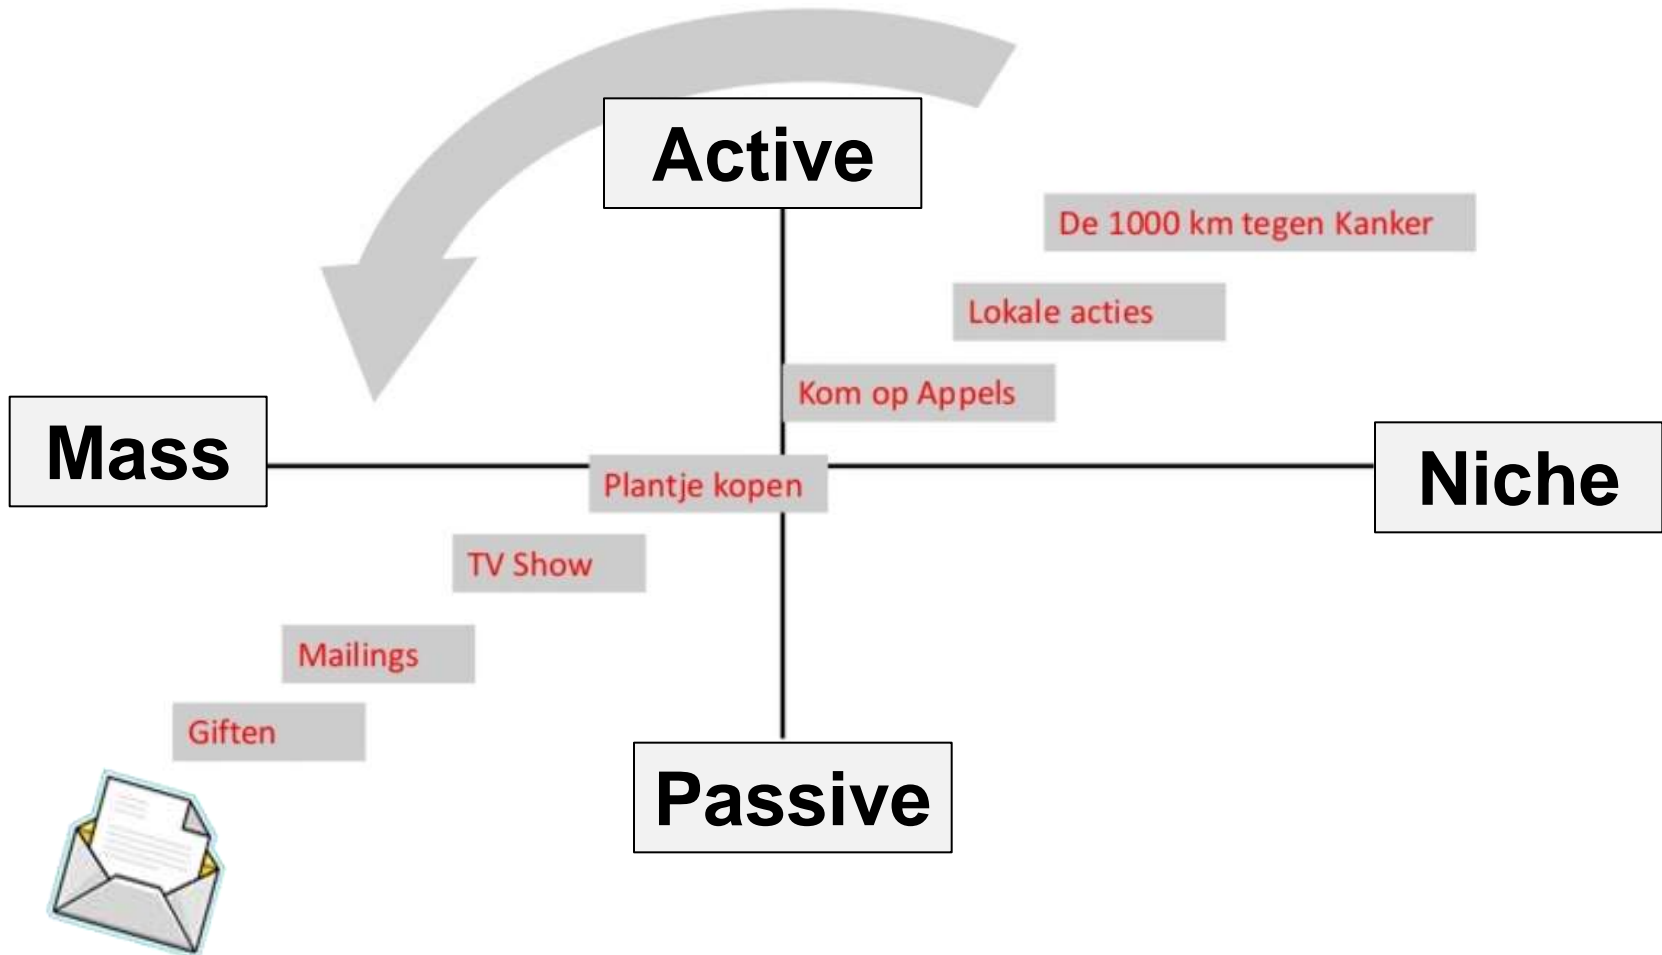 Active
De 1000 km tegen Kanker
Lokale acties
Kom op Appels
Mass
Niche
Plantje kopen
TV Show
Mailings
Giften
Passive